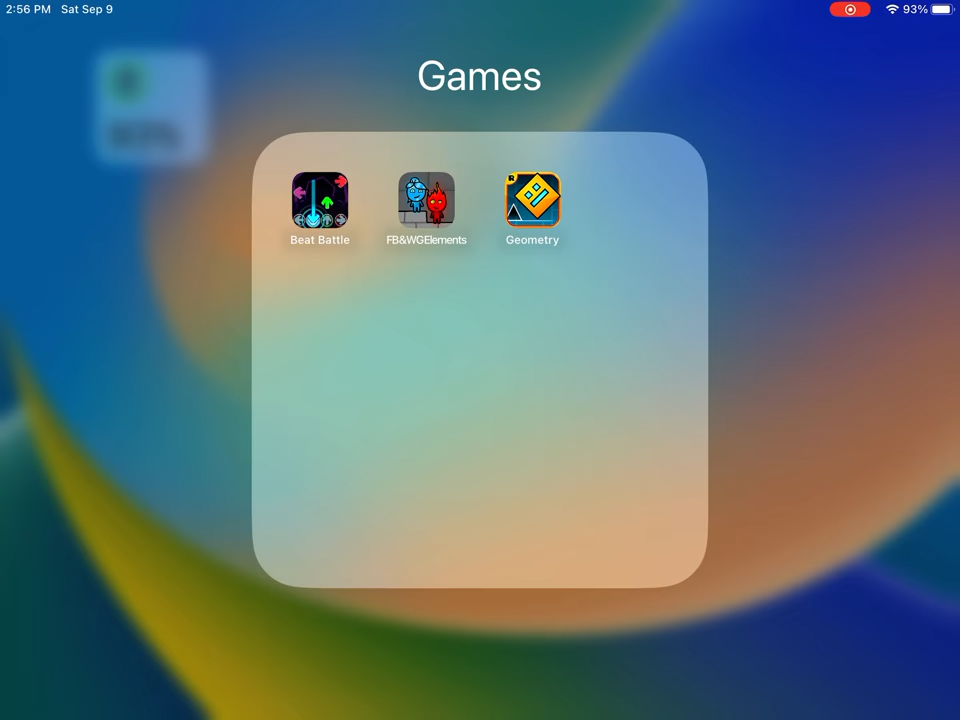 2:56 PM Sat Sep 9
93%
Games
Beat Battle
FB&WGElements
Geometry